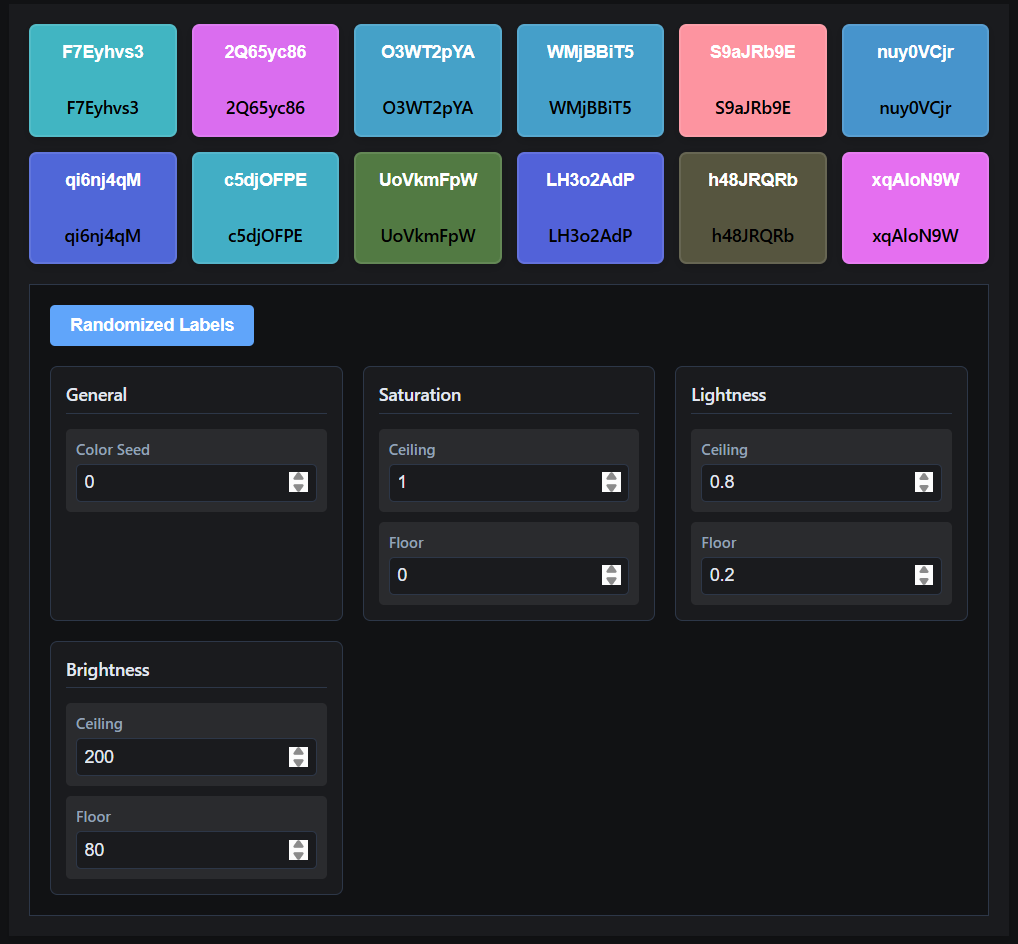 F7Eyhvs3 2Q65yc86 O3WT2pYA WMjBBiT5 S9aJRb9E nuy0VCjr
F7Eyhvs3 2Q65yc86 O3WT2pYA WMjBBiT5 S9aJRb9E nuy0VCjr
qi6nj4qM c5djOFPE UoVkmFpW LH3o2AdP h48JRQRb xqAloN9W
qi6nj4qM c5djOFPE UoVkmFpW LH3o2AdP h48JRQRb xqAloN9W
Randomized Labels
General
Color Seed
0
Saturation
Ceiling
1
Floor
0
Lightness
Ceiling
0.8
Floor
0.2
Brightness
Ceiling
200
Floor
80